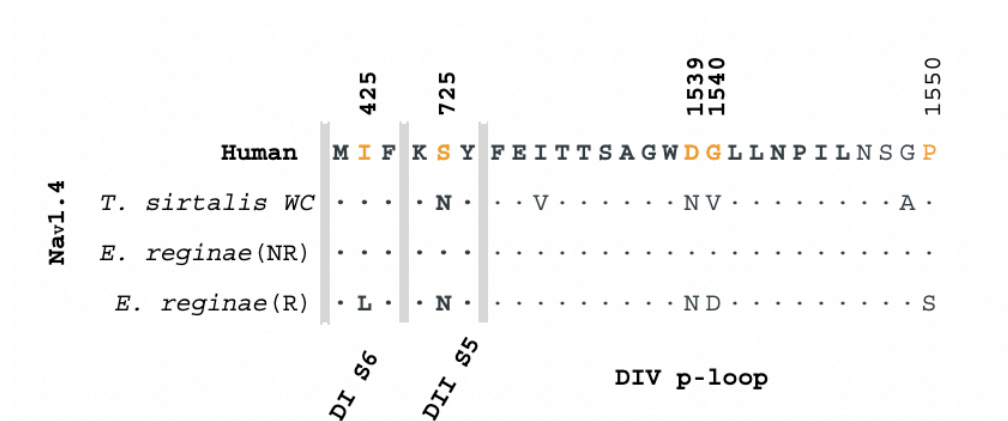 425 725 1539 1540 1550
Human M I F K S Y F E I T T S A G W D G L L N P I L N S G P
T. sirtalis WC · · · · N · · · V · · · · · · N V · · · · · · · · A ·
E. reginae(NR) · · · · · · · · · · · · · · · · · · · · · · · · · · ·
E. reginae(R) · L · · N · · · · · · · · · · N D · · · · · · · · · S
Nav1.4
DI S6 DII S5 DIV p-loop